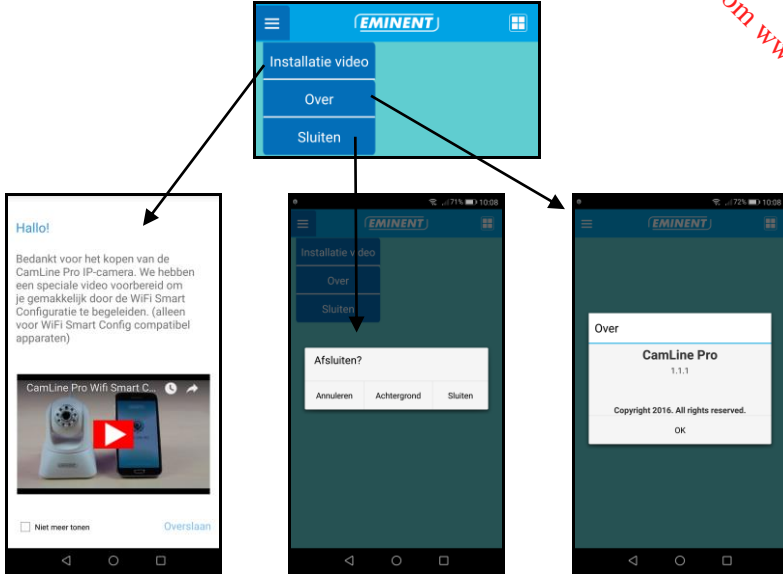 EMINENT
Installatie video
Over
Sluiten
om ww
Hallo!
Bedankt voor het kopen van de
CamLine Pro IP-camera. We hebben
een speciale video voorbereid om
je gemakkelijk door de WiFi Smart
Configuratie te begeleiden. (alleen
voor WiFi Smart Config compatibel
apparaten)
CamLine Pro Wifi Smart C...
Niet meer tonen
Overslaan
71% 10:08
EMINENT
Installatie video
Over
Sluiten
Afsluiten?
Annuleren Achtergrond Sluiten
72% 10:08
EMINENT
Over
CamLine Pro
1.1.1
Copyright 2016. All rights reserved.
OK